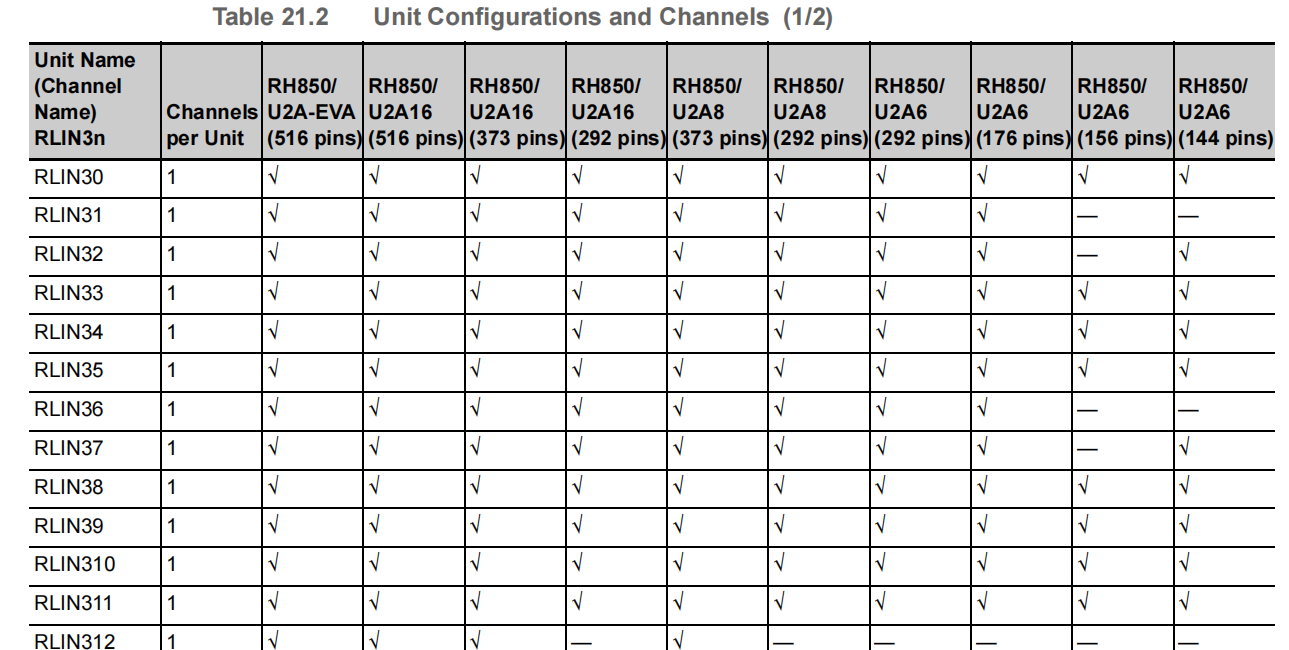 Table 21.2 Unit Configurations and Channels (1/2)
Unit Name (Channel Name) RLIN3n | Channels per Unit | RH850/ U2A-EVA (516 pins) | RH850/ U2A16 (516 pins) | RH850/ U2A16 (373 pins) | RH850/ U2A16 (292 pins) | RH850/ U2A8 (373 pins) | RH850/ U2A8 (292 pins) | RH850/ U2A6 (292 pins) | RH850/ U2A6 (176 pins) | RH850/ U2A6 (156 pins) | RH850/ U2A6 (144 pins)
RLIN30 | 1 | √ | √ | √ | √ | √ | √ | √ | √ | √ | √
RLIN31 | 1 | √ | √ | √ | √ | √ | √ | √ | √ | — | —
RLIN32 | 1 | √ | √ | √ | √ | √ | √ | √ | √ | — | √
RLIN33 | 1 | √ | √ | √ | √ | √ | √ | √ | √ | √ | √
RLIN34 | 1 | √ | √ | √ | √ | √ | √ | √ | √ | √ | √
RLIN35 | 1 | √ | √ | √ | √ | √ | √ | √ | √ | √ | √
RLIN36 | 1 | √ | √ | √ | √ | √ | √ | √ | √ | — | —
RLIN37 | 1 | √ | √ | √ | √ | √ | √ | √ | √ | — | √
RLIN38 | 1 | √ | √ | √ | √ | √ | √ | √ | √ | √ | √
RLIN39 | 1 | √ | √ | √ | √ | √ | √ | √ | √ | √ | √
RLIN310 | 1 | √ | √ | √ | √ | √ | √ | √ | √ | √ | √
RLIN311 | 1 | √ | √ | √ | √ | √ | √ | √ | √ | √ | √
RLIN312 | 1 | √ | √ | √ | — | √ | — | — | — | — | —